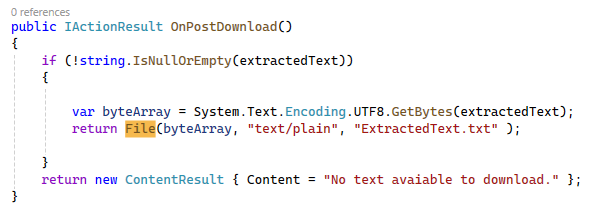 0 references
public IActionResult OnPostDownload()
{
if (!string.IsNullOrEmpty(extractedText))
{
var byteArray = System.Text.Encoding.UTF8.GetBytes(extractedText);
return File(byteArray, "text/plain", "ExtractedText.txt" );
}
return new ContentResult { Content = "No text avaiable to download." };
}